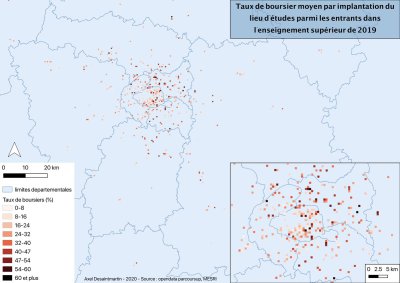 Taux de boursier moyen par implantation du
lieu d'études parmi les entrants dans
l enseignement supérieur de 2019
0 10 20 km
limites departementales
Taux de boursiers (%)
0-8
8-16
16-24
24-32
32-40
40-47
47-54
54-60
60 et plus
Axel Desaintmartin - 2020 - Source : opendata parcoursup, MESRI
0 2.5 5 km